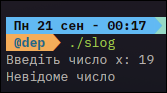 Пн 21 сен - 00:17
@dep ./slog
Введіть число x: 19
Невідоме число